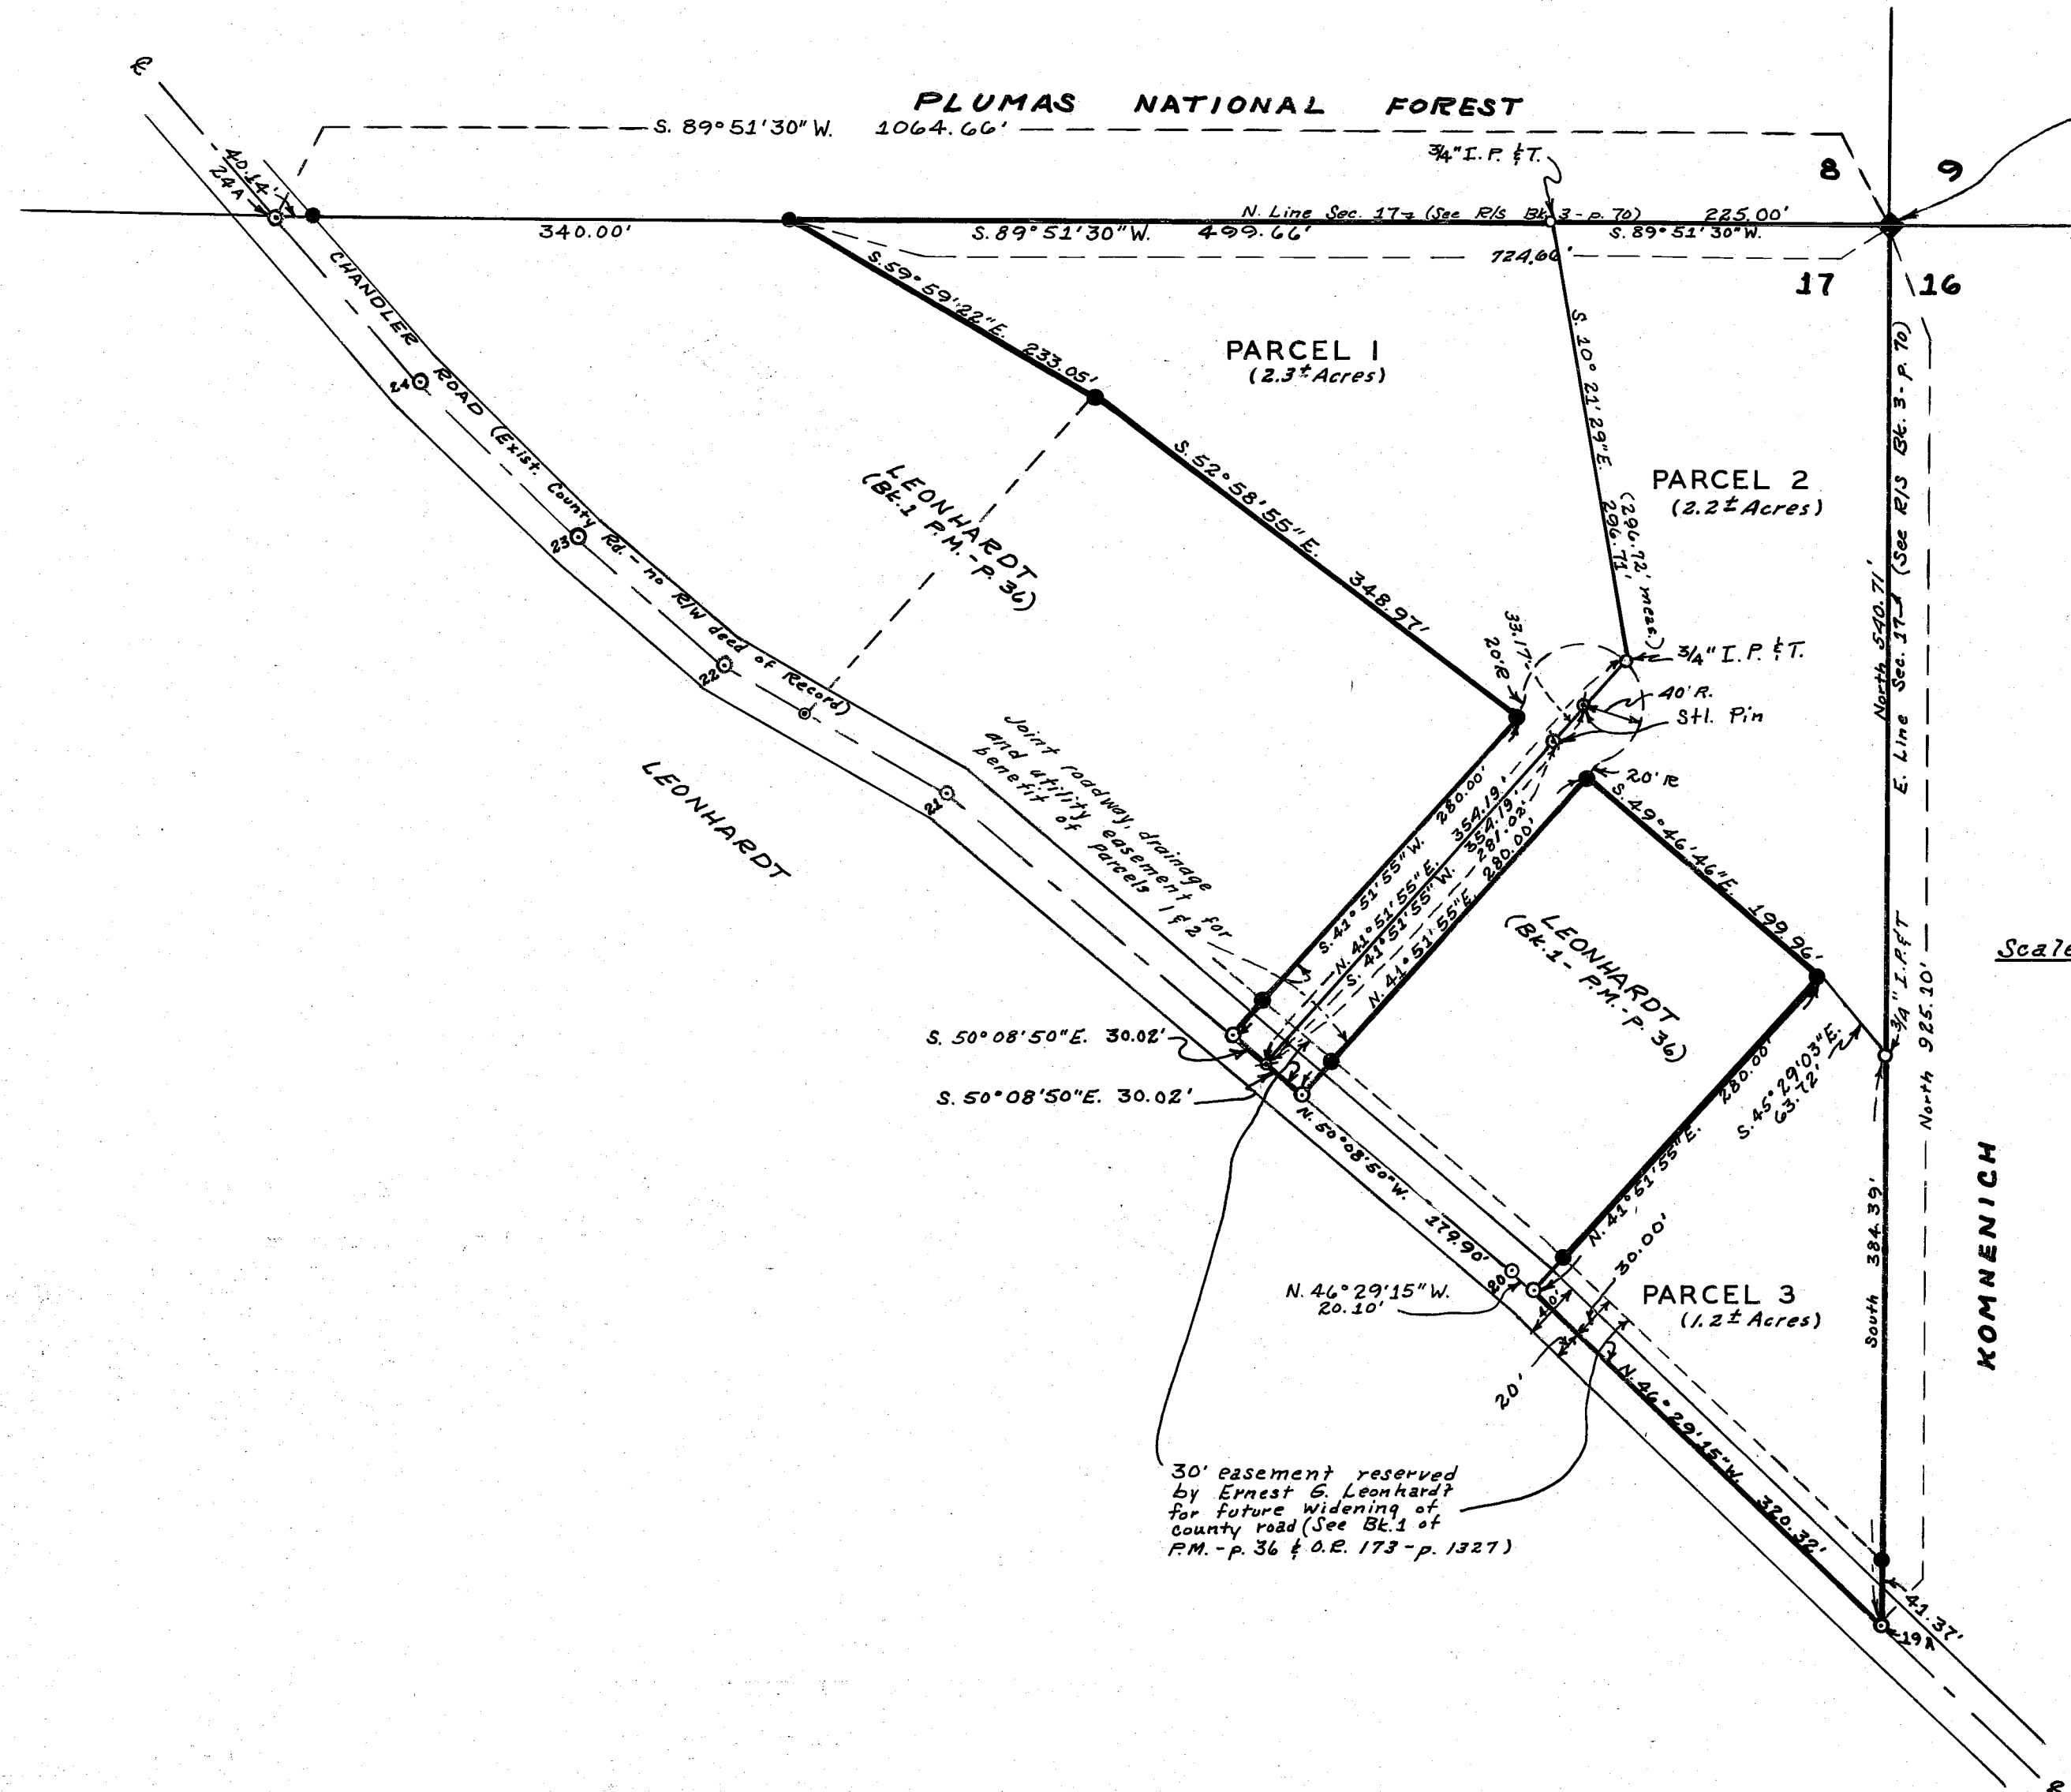 PLUMAS NATIONAL FOREST
S. 89°51'30"W. 1064.66'
3/4" I.P. & T.
8
9
40.14'
24A
N. Line Sec. 17 (See R/S Bk. 3-p. 70)
225.00'
340.00'
S. 89°51'30"W. 499.66'
S. 89°51'30"W.
724.66'
17
16
CHANDLER ROAD (Exist. County Rd. - no R/W deed of Record)
24
23
22
21
S. 59°59'22"E. 233.05'
PARCEL 1
(2.3± Acres)
S. 10° 21' 29"E.
(296.72' meas.)
296.71'
PARCEL 2
(2.2± Acres)
S. 52°58'55"E. 348.97'
LEONHARDT
(Bk.1 P.M. - p. 36)
North 540.71'
E. Line Sec. 17 (See R/S Bk. 3-p. 70)
33.17'
20'R
3/4" I.P. & T.
40' R.
Stl. Pin
20'R
LEONHARDT
Joint roadway, drainage
and utility easement for
benefit of
parcels 1 & 2
S. 41°51'55"W. 280.00'
N. 41°51'55"E. 354.19'
S. 41°51'55"W. 354.19'
281.02'
N. 41°51'55"E. 280.00'
S. 49°46'46"E. 199.96'
LEONHARDT
(Bk.1 - P.M. - p. 36)
3/4" I.P.&T
North 925.10'
Scale
S. 50°08'50"E. 30.02'
S. 50°08'50"E. 30.02'
N. 50°08'50"W. 179.90'
N. 41°51'55"E. 280.00'
S. 45°29'03"E.
63.72'
South 384.39'
KOMNENICH
20
N. 46°29'15"W.
20.10'
30.00'
20'
PARCEL 3
(1.2± Acres)
N. 46°29'15"W. 320.32'
30' easement reserved
by Ernest G. Leonhardt
for future widening of
county road (See Bk.1 of
P.M. - p. 36 & O.R. 173 - p. 1327)
41.37'
19A